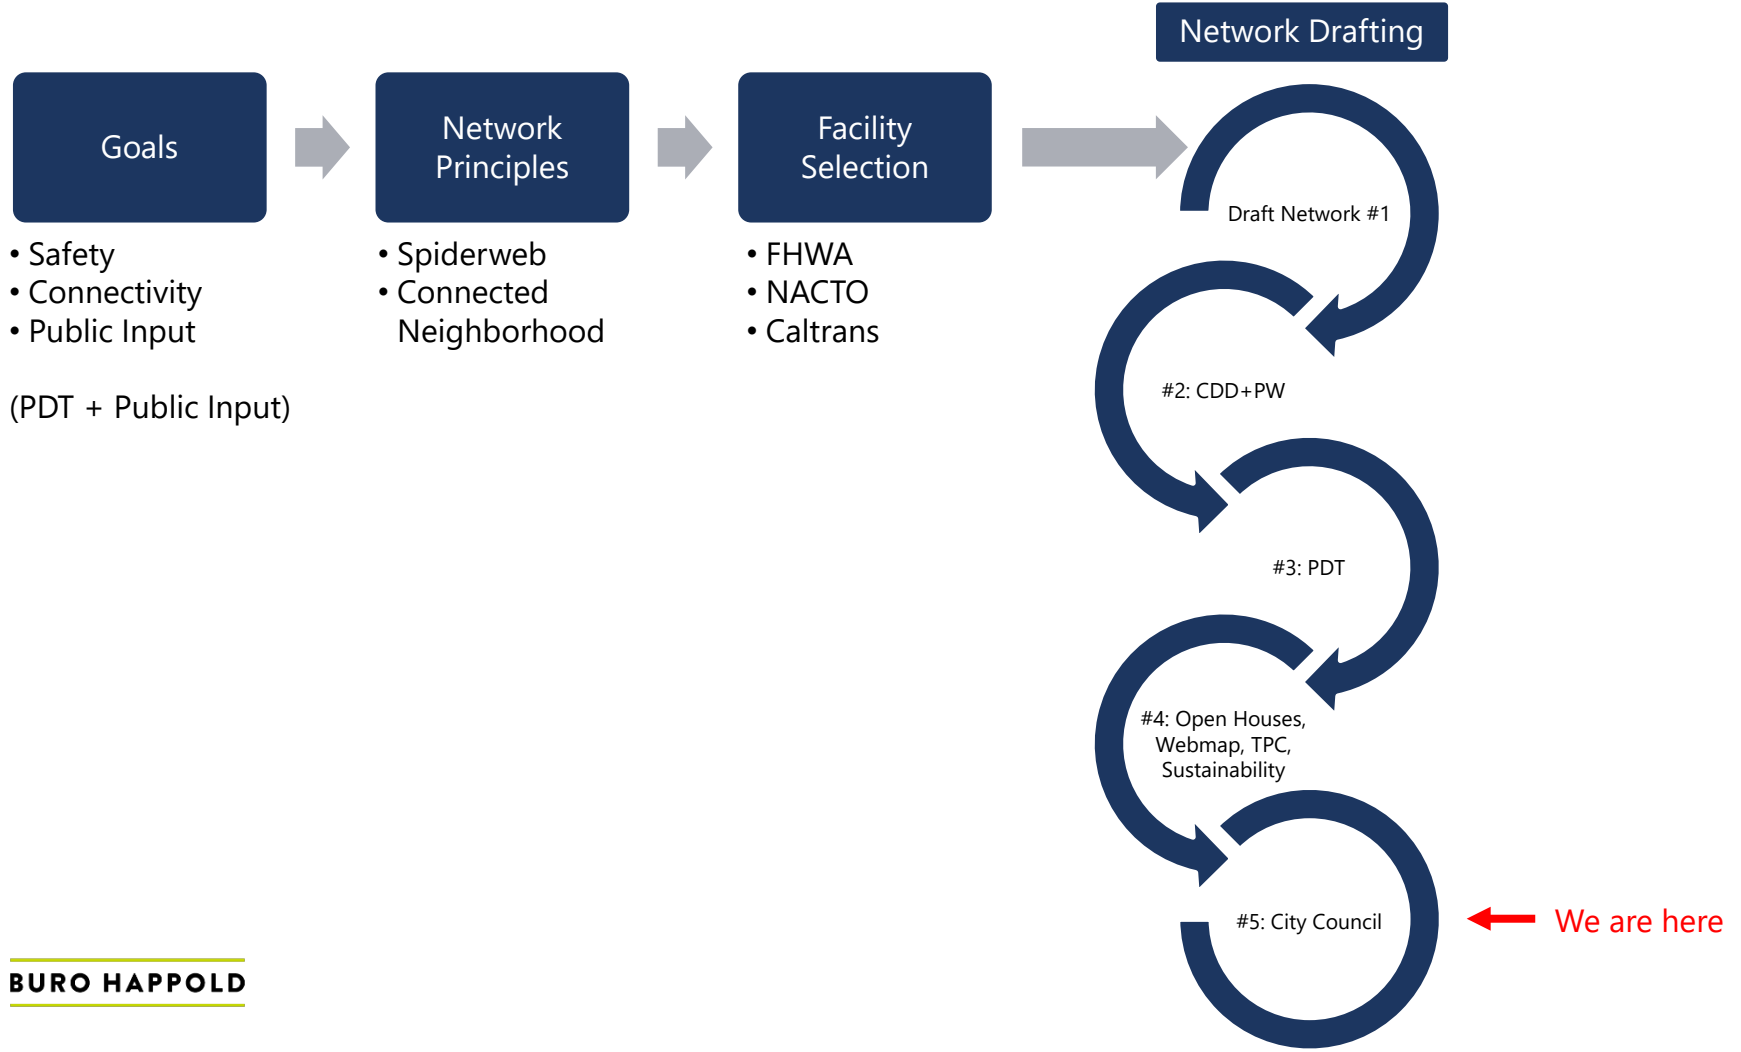 Network Drafting
Goals
Network
Principles
Facility
Selection
• Safety
• Connectivity
• Public Input
(PDT + Public Input)
• Spiderweb
• Connected
Neighborhood
• FHWA
• NACTO
• Caltrans
Draft Network #1
#2: CDD+PW
#3: PDT
#4: Open Houses,
Webmap, TPC,
Sustainability
#5: City Council
We are here
BURO HAPPOLD